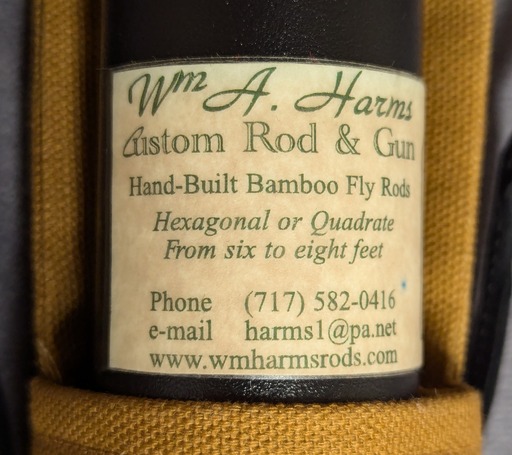 Wm A. Harms
Custom Rod & Gun
Hand-Built Bamboo Fly Rods
Hexagonal or Quadrate
From six to eight feet
Phone (717) 582-0416
e-mail harms1@pa.net
www.wmharmsrods.com